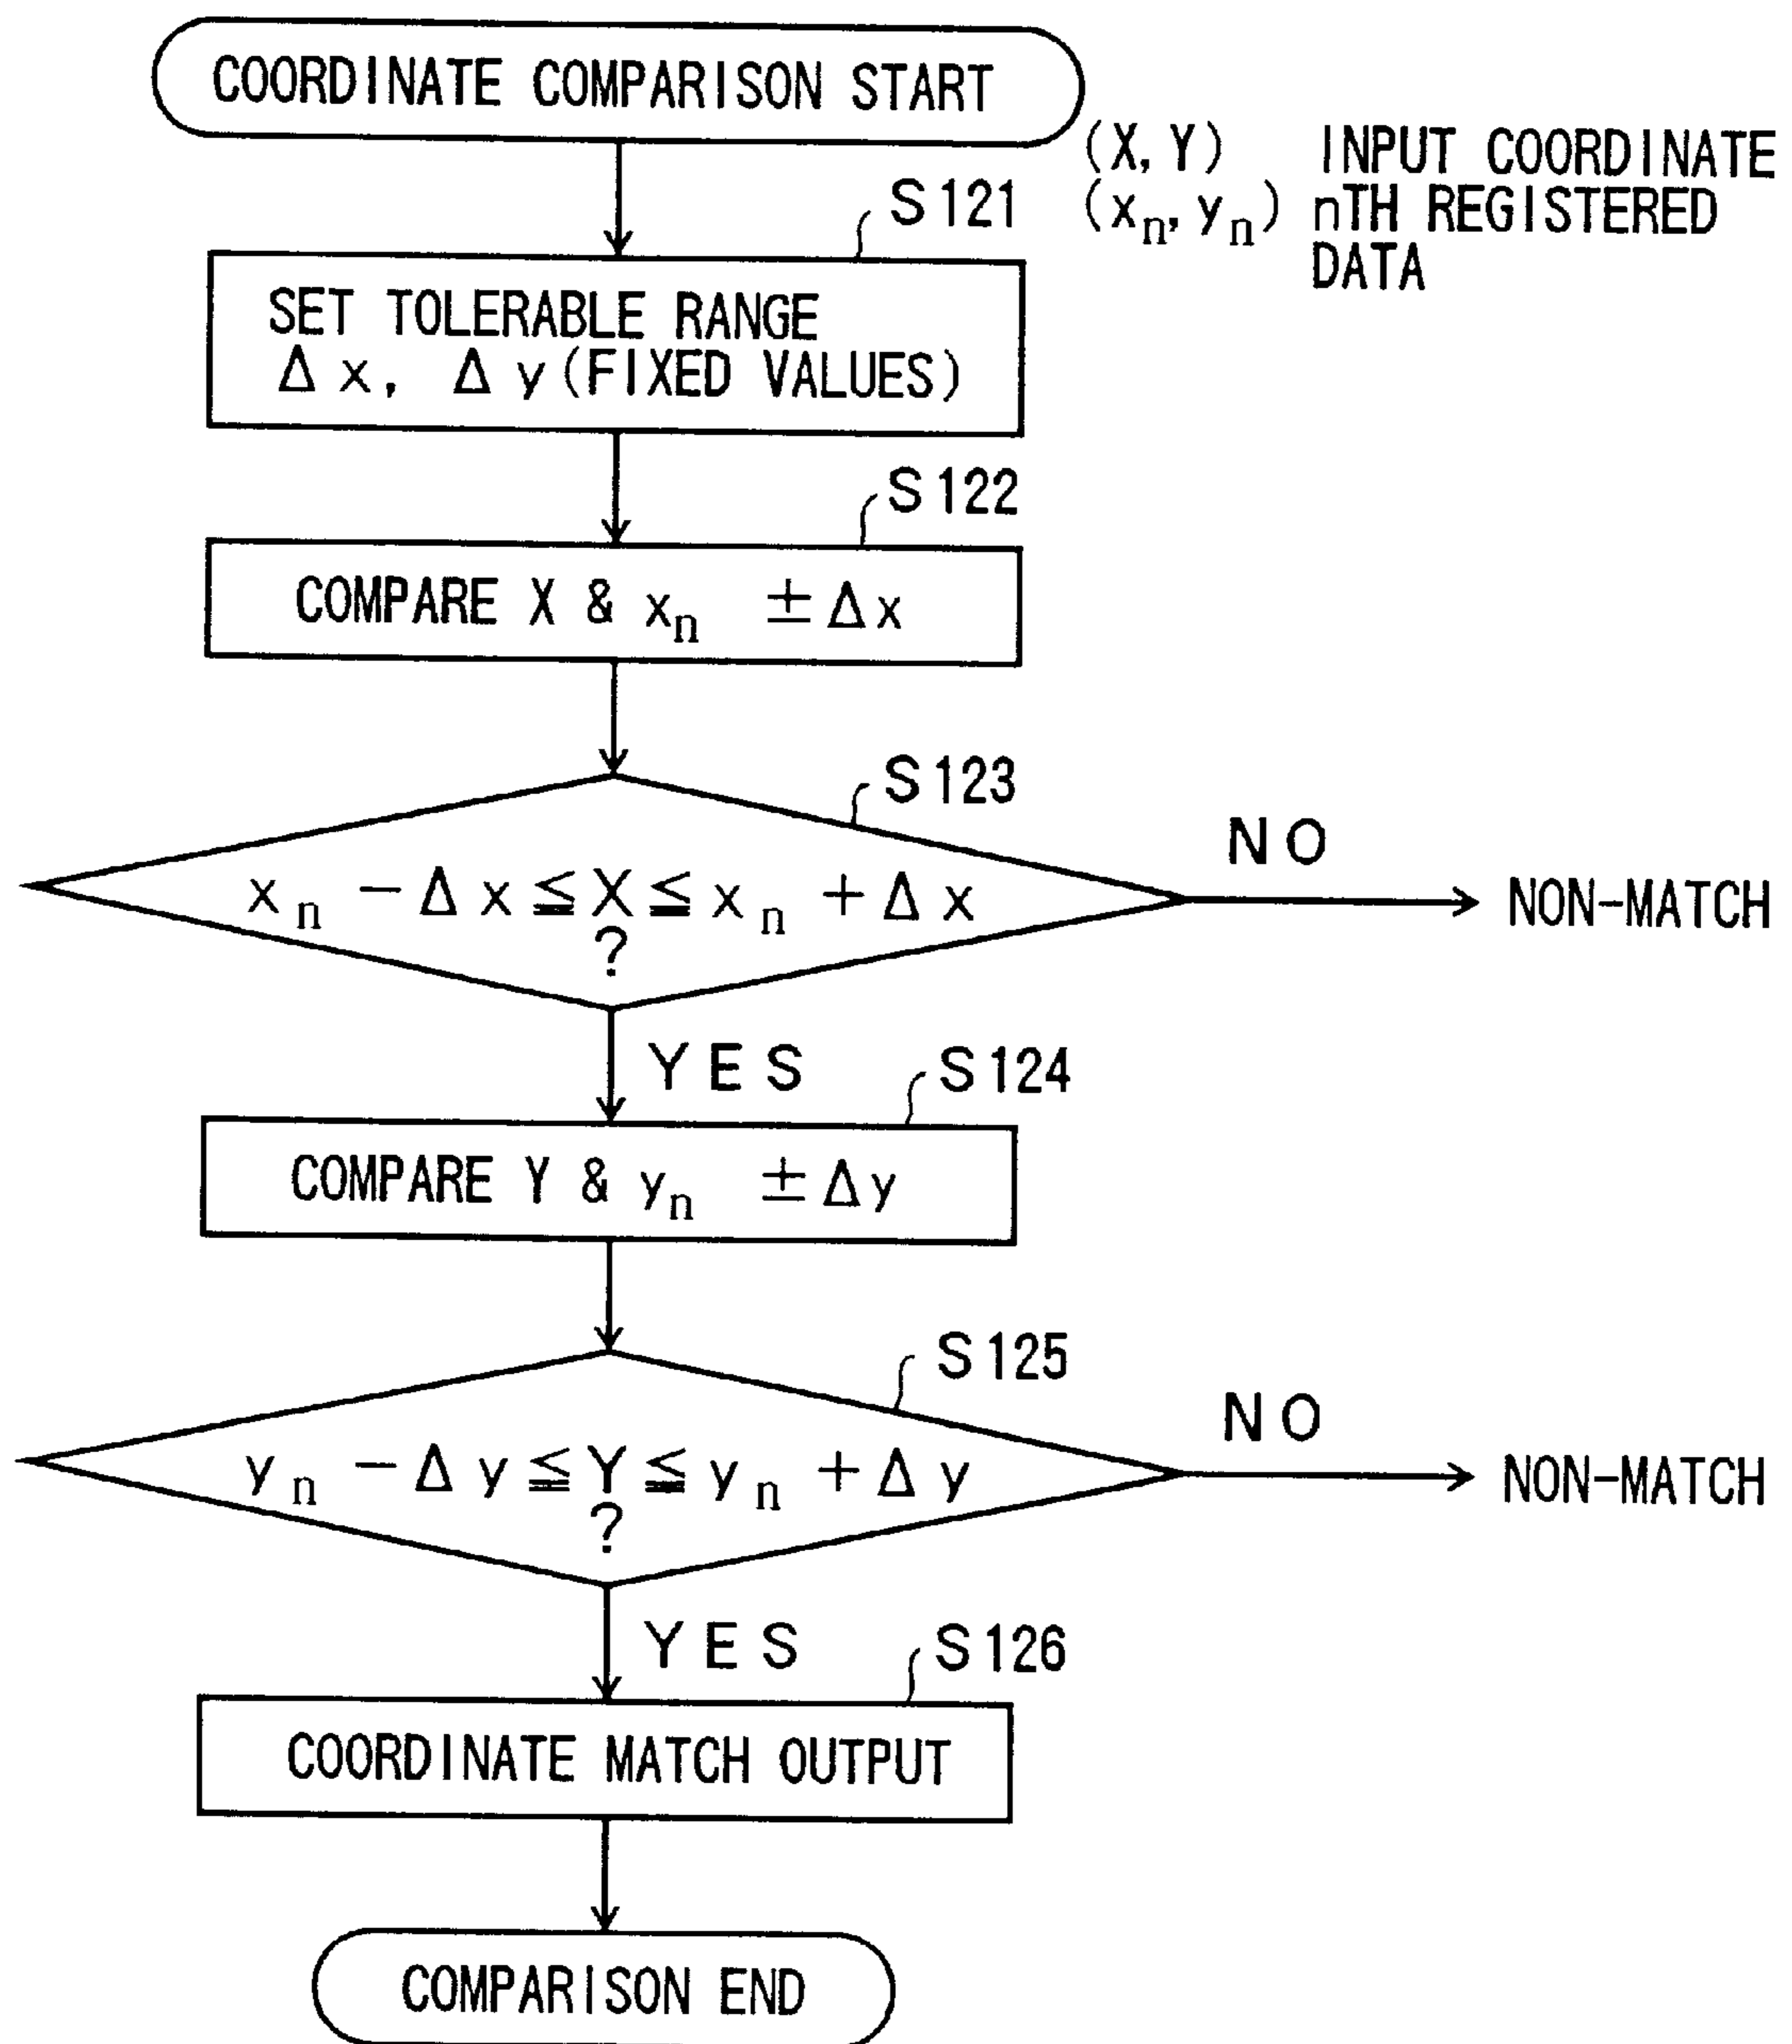 COORDINATE COMPARISON START
(X, Y) INPUT COORDINATE
(xₙ, yₙ) nTH REGISTERED
DATA
S121
SET TOLERABLE RANGE
Δx, Δy (FIXED VALUES)
S122
COMPARE X & xₙ ±Δx
S123
xₙ − Δx ≦ X ≦ xₙ + Δx
?
NO
NON-MATCH
YES
S124
COMPARE Y & yₙ ±Δy
S125
yₙ − Δy ≦ Y ≦ yₙ + Δy
?
NO
NON-MATCH
YES
S126
COORDINATE MATCH OUTPUT
COMPARISON END